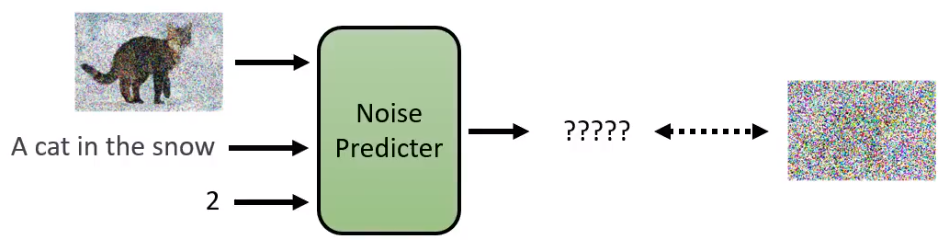 A cat in the snow
2
Noise
Predicter
?????